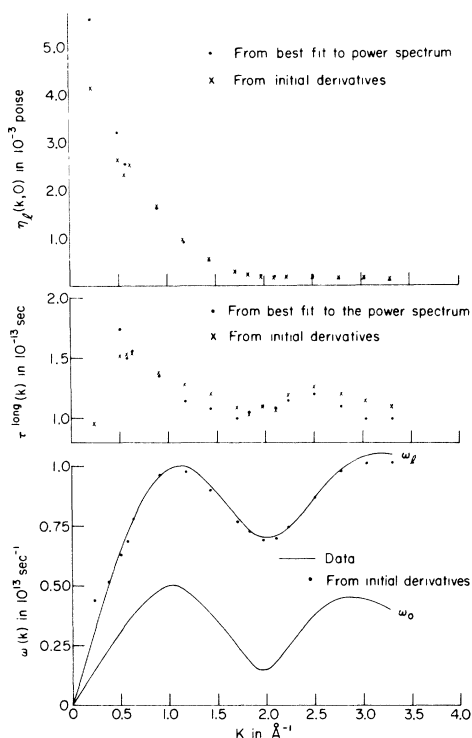 5.0
4.0
3.0
2.0
1.0
ηℓ(k,0) in 10⁻³ poise
• From best fit to power spectrum
x From initial derivatives
2.0
1.5
1.0
τ long(k) in 10⁻¹³ sec
• From best fit to the power spectrum
x From initial derivatives
1.0
0.75
0.50
0.25
0
ω(k) in 10¹³ sec⁻¹
ωℓ
Data
• From initial derivatives
ω₀
0 0.5 1.0 1.5 2.0 2.5 3.0 3.5 4.0
K in Å⁻¹